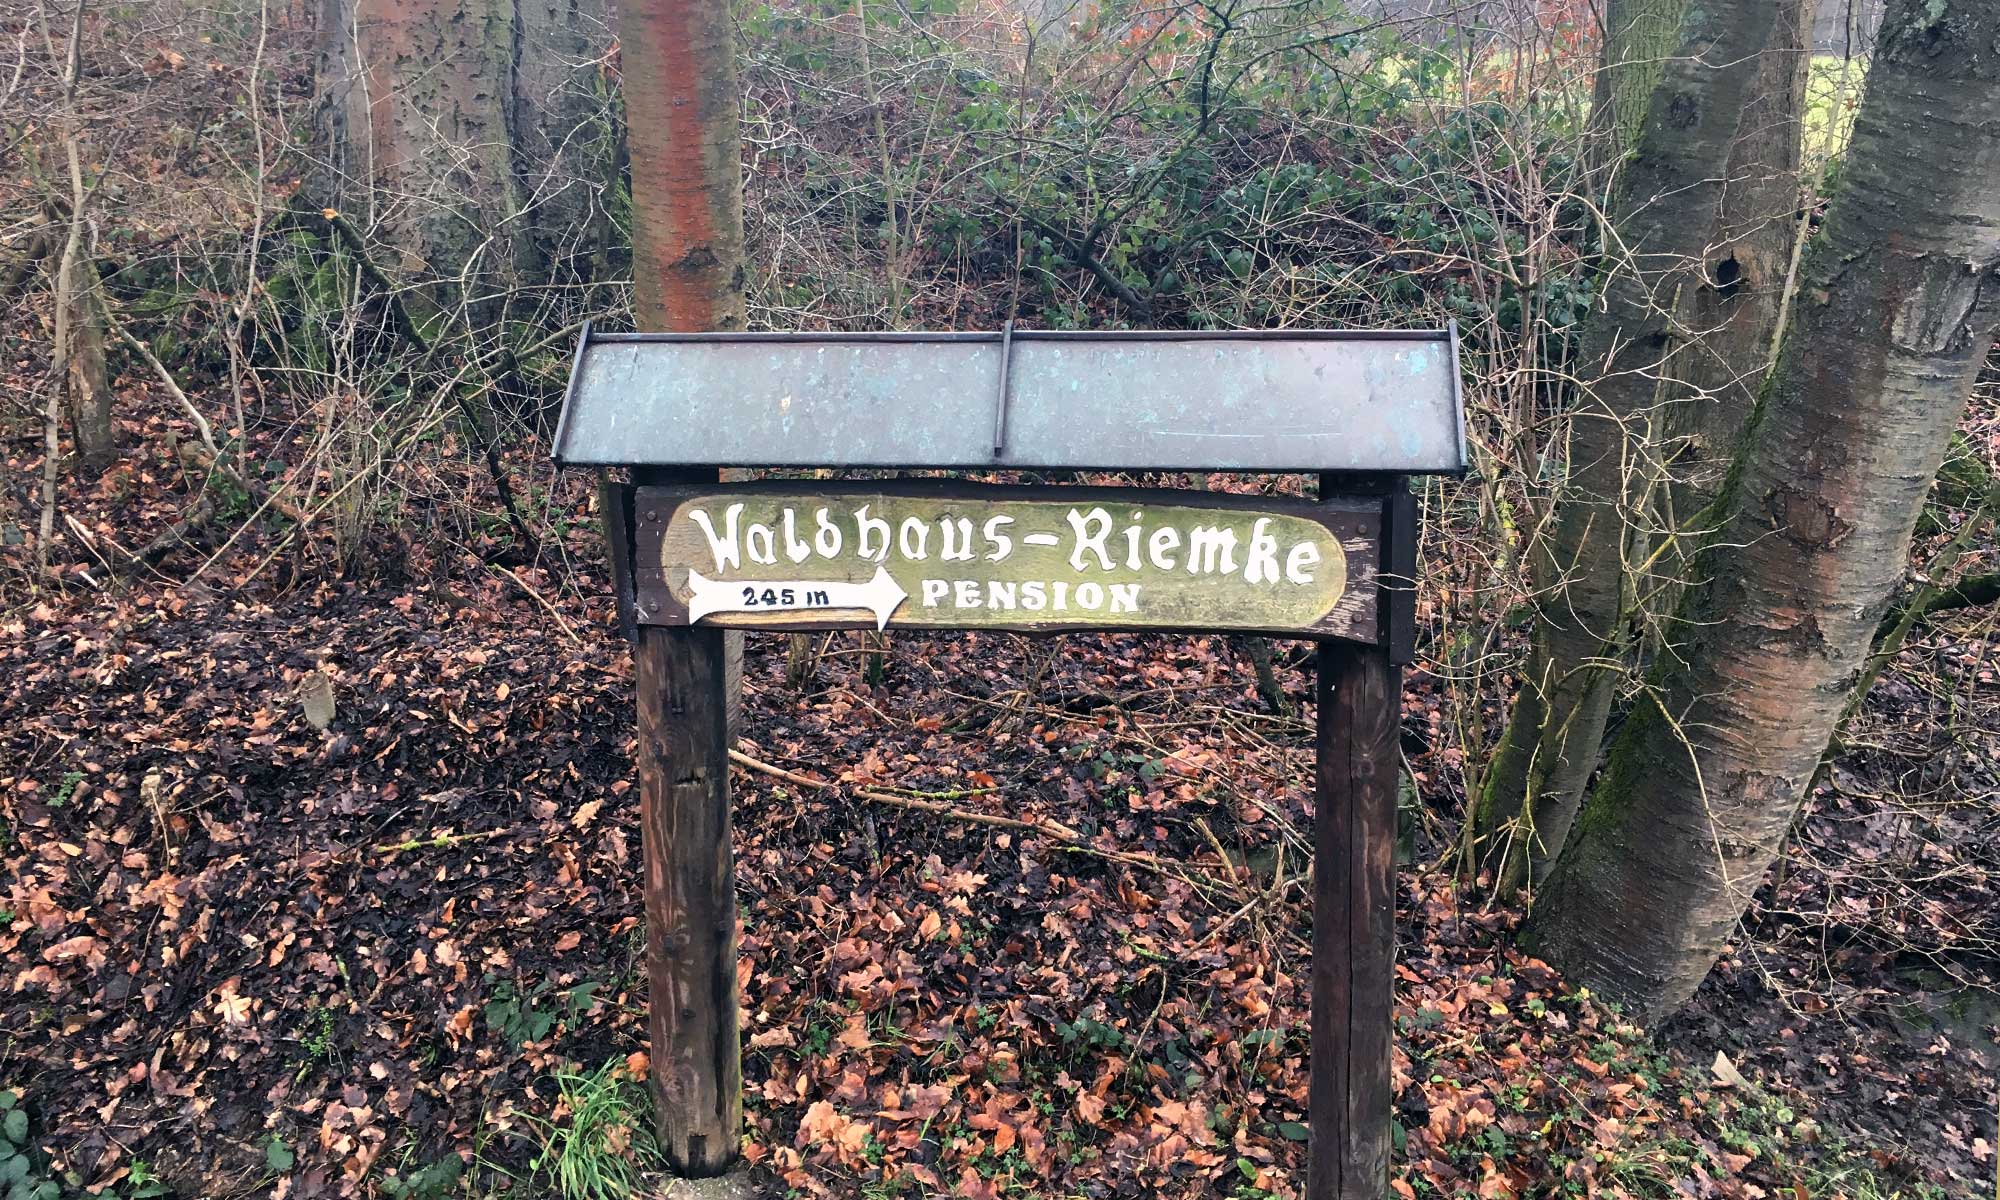 Waldhaus-Riemke
245 m PENSION